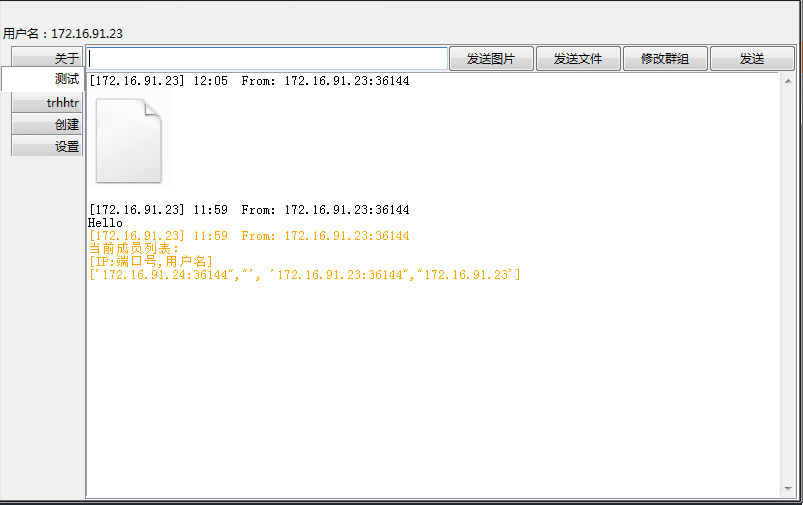 用户名：172.16.91.23
关于
发送图片 发送文件 修改群组 发送
测试
trhhtr
创建
设置
[172.16.91.23] 12:05  From: 172.16.91.23:36144
[172.16.91.23] 11:59  From: 172.16.91.23:36144
Hello
[172.16.91.23] 11:59  From: 172.16.91.23:36144
当前成员列表：
[IP:端口号,用户名]
['172.16.91.24:36144","', '172.16.91.23:36144","172.16.91.23']